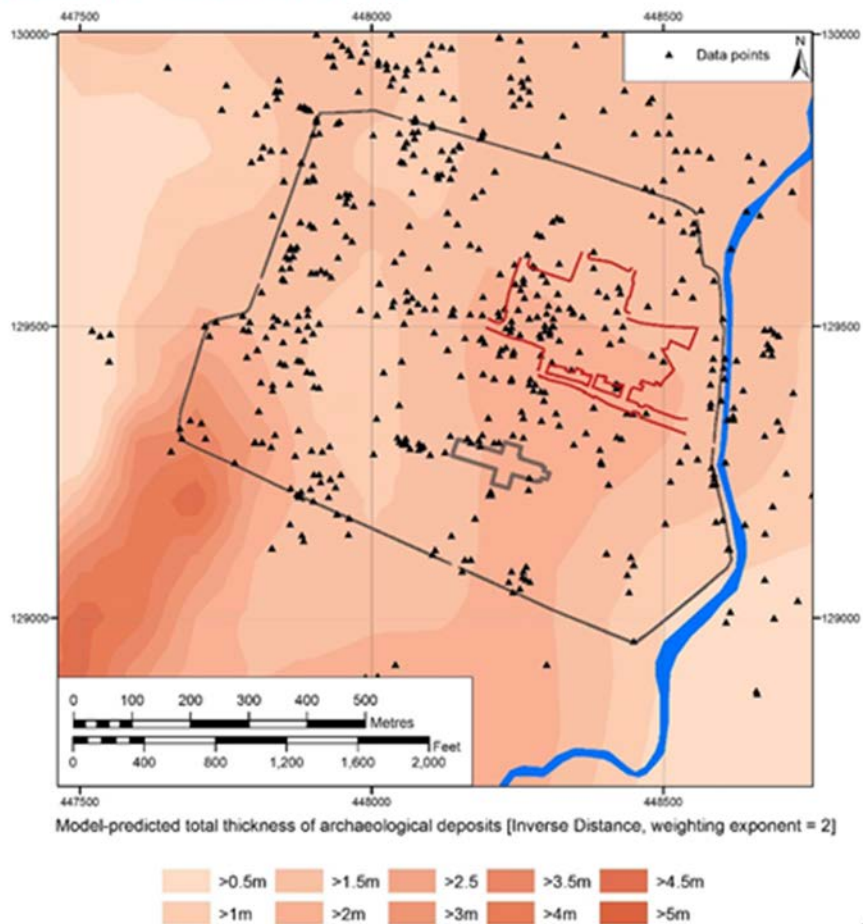 447500 448000 448500
130000 130000
N
Data points
129500 129500
129000 129000
0 100 200 300 400 500
Metres
Feet
0 400 800 1,200 1,600 2,000
447500 448000 448500
Model-predicted total thickness of archaeological deposits [Inverse Distance, weighting exponent = 2]
>0.5m >1.5m >2.5 >3.5m >4.5m
>1m >2m >3m >4m >5m